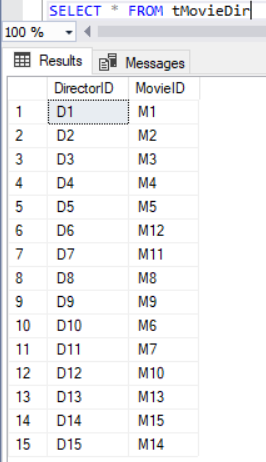 SELECT * FROM tMovieDir
100 %
Results Messages
DirectorID MovieID
1 D1 M1
2 D2 M2
3 D3 M3
4 D4 M4
5 D5 M5
6 D6 M12
7 D7 M11
8 D8 M8
9 D9 M9
10 D10 M6
11 D11 M7
12 D12 M10
13 D13 M13
14 D14 M15
15 D15 M14